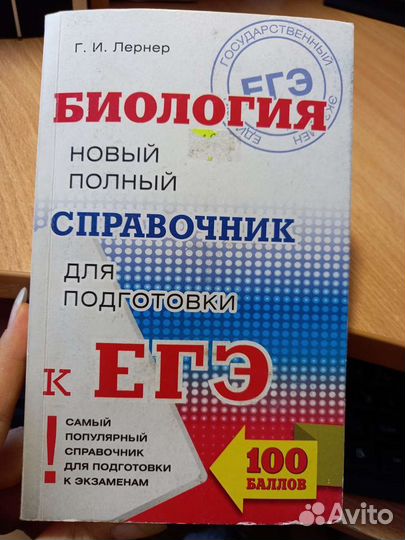 Г. И. Лернер
ГОСУДАРСТВЕННЫЙ
ЕГЭ
БИОЛОГИЯ
НОВЫЙ
ПОЛНЫЙ
СПРАВОЧНИК
ДЛЯ
ПОДГОТОВКИ
К ЕГЭ
!
САМЫЙ
ПОПУЛЯРНЫЙ
СПРАВОЧНИК
ДЛЯ ПОДГОТОВКИ
К ЭКЗАМЕНАМ
100
БАЛЛОВ
Avito